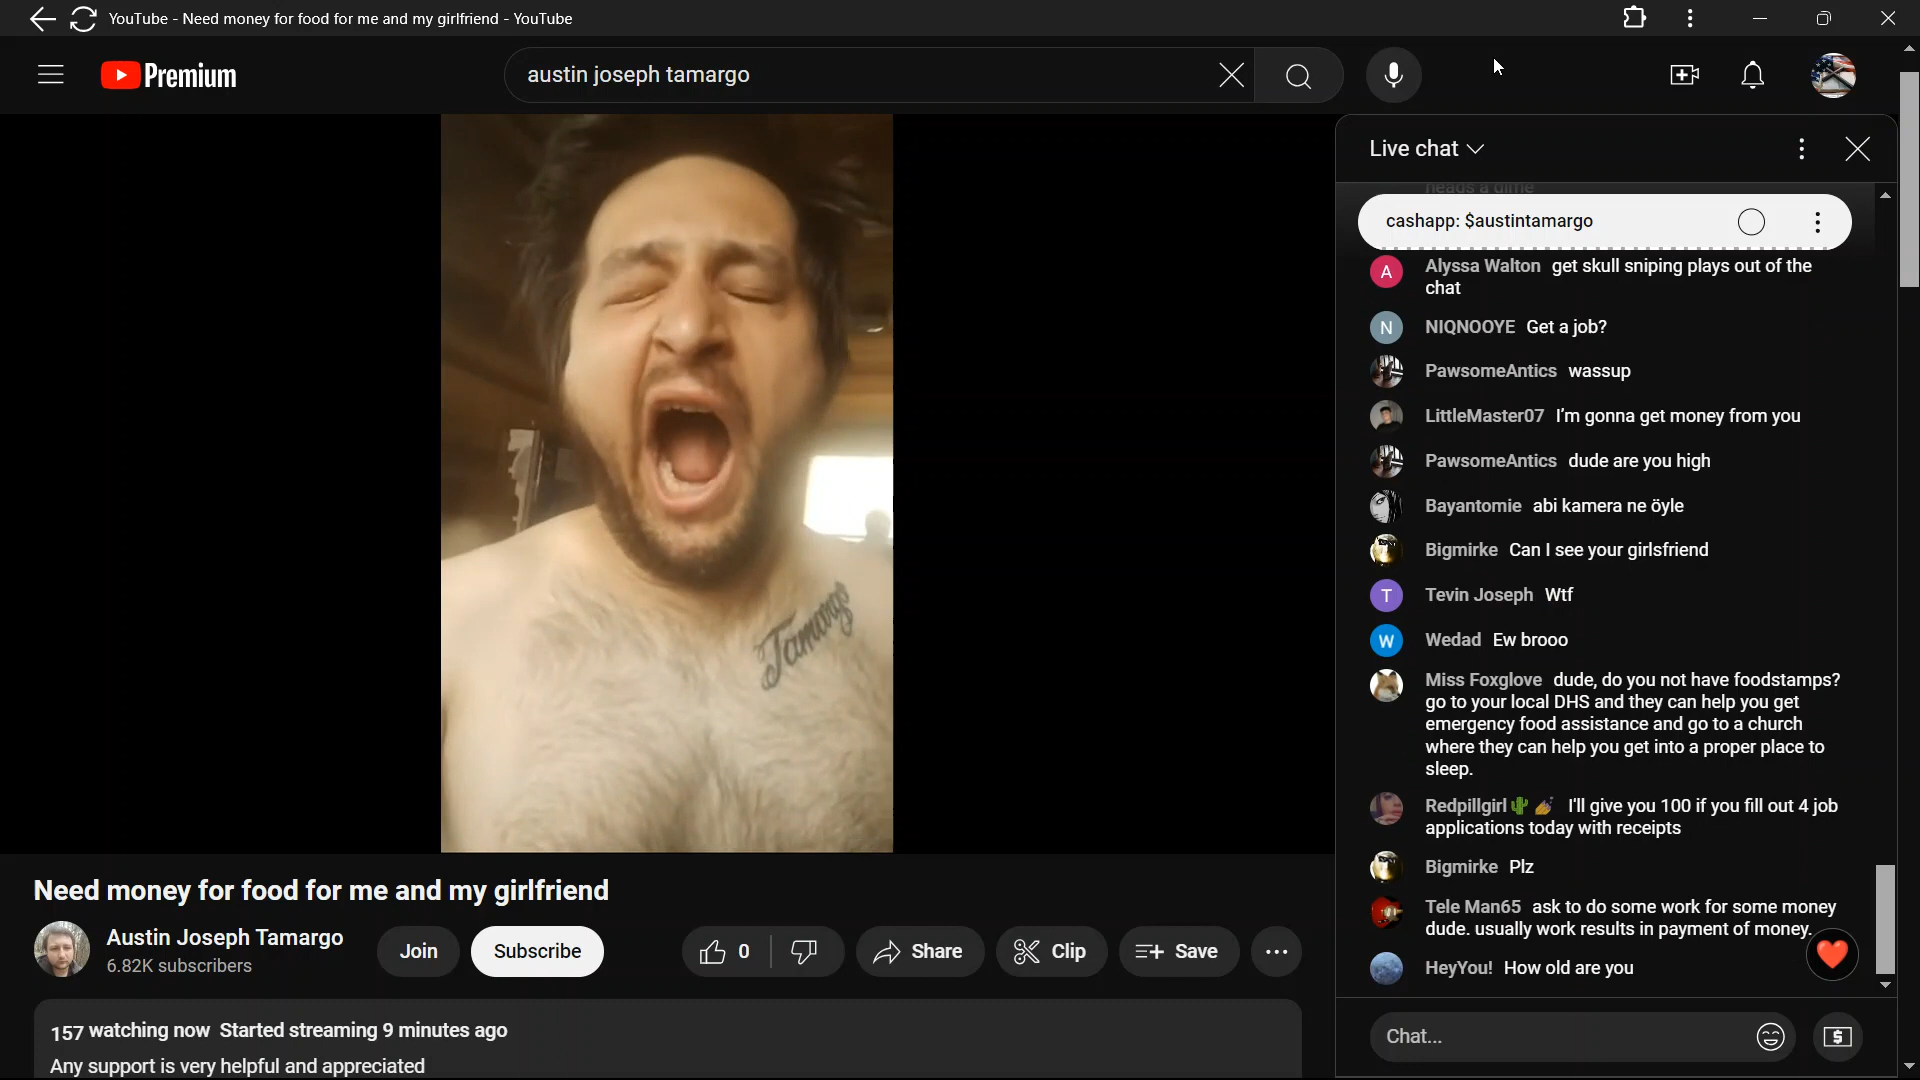 YouTube - Need money for food for me and my girlfriend - YouTube
Premium
austin joseph tamargo
Live chat
needs a dime
cashapp: $austintamargo
A
Alyssa Walton get skull sniping plays out of the
chat
N
NIQNOOYE Get a job?
PawsomeAntics wassup
LittleMaster07 I'm gonna get money from you
PawsomeAntics dude are you high
Bayantomie abi kamera ne öyle
Bigmirke Can I see your girlsfriend
T
Tevin Joseph Wtf
W
Wedad Ew brooo
Miss Foxglove dude, do you not have foodstamps?
go to your local DHS and they can help you get
emergency food assistance and go to a church
where they can help you get into a proper place to
sleep.
Redpillgirl🌵💅 I'll give you 100 if you fill out 4 job
applications today with receipts
Bigmirke Plz
Tele Man65 ask to do some work for some money
dude. usually work results in payment of money.
HeyYou! How old are you
Chat...
Tamargo
Need money for food for me and my girlfriend
Austin Joseph Tamargo
6.82K subscribers
Join
Subscribe
0
Share
Clip
Save
157 watching now Started streaming 9 minutes ago
Any support is very helpful and appreciated